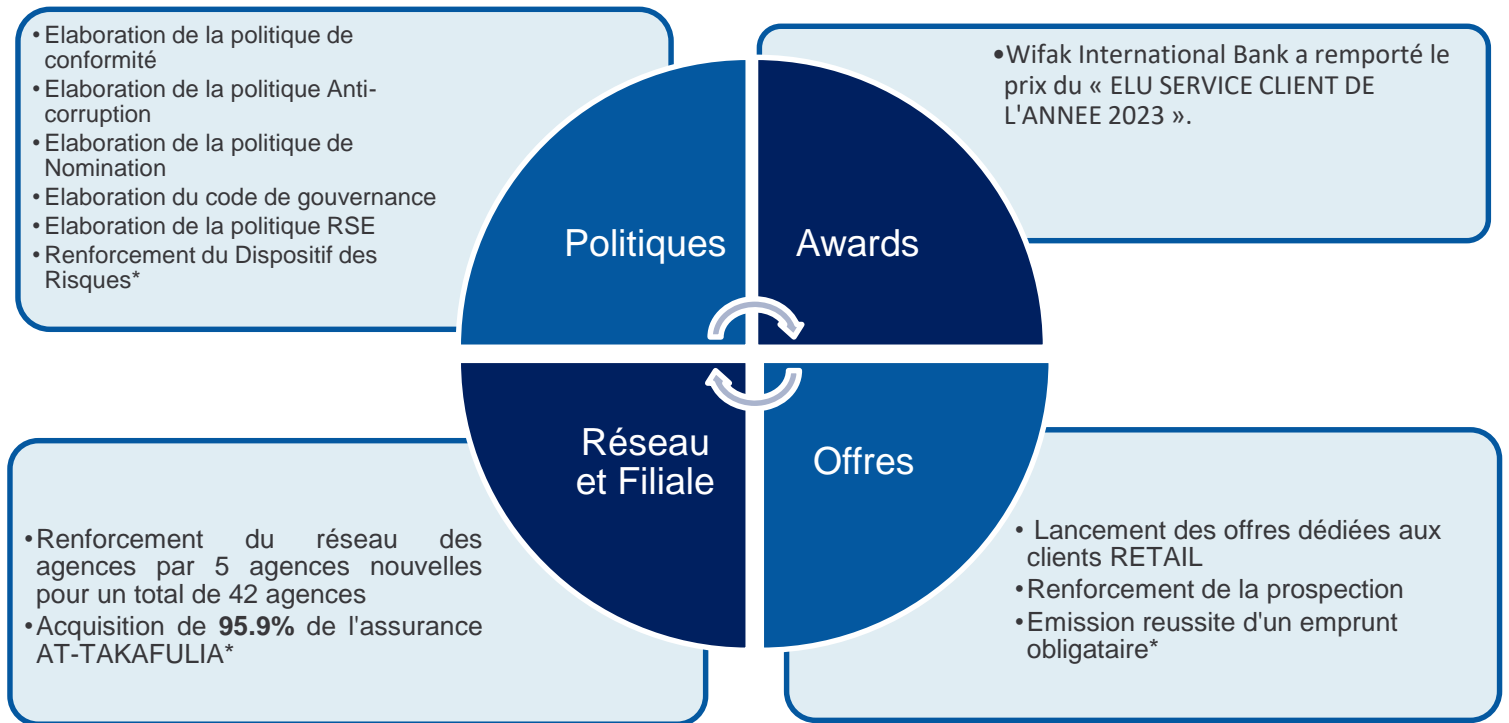 • Elaboration de la politique de
conformité
• Elaboration de la politique Anti-
corruption
• Elaboration de la politique de
Nomination
• Elaboration du code de gouvernance
• Elaboration de la politique RSE
• Renforcement du Dispositif des
Risques*
• Wifak International Bank a remporté le
prix du « ELU SERVICE CLIENT DE
L'ANNEE 2023 ».
Politiques
Awards
Réseau
et Filiale
Offres
• Renforcement du réseau des
agences par 5 agences nouvelles
pour un total de 42 agences
• Acquisition de 95.9% de l'assurance
AT-TAKAFULIA*
• Lancement des offres dédiées aux
clients RETAIL
• Renforcement de la prospection
• Emission reussite d'un emprunt
obligataire*